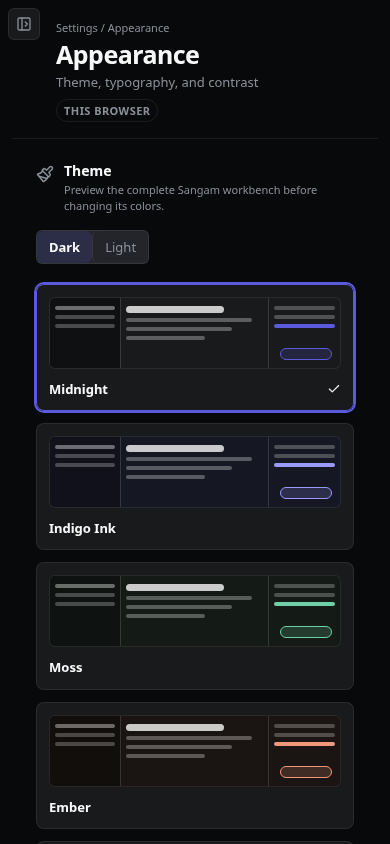 Settings / Appearance
Appearance
Theme, typography, and contrast
THIS BROWSER
Theme
Preview the complete Sangam workbench before
changing its colors.
Dark
Light
Midnight
Indigo Ink
Moss
Ember